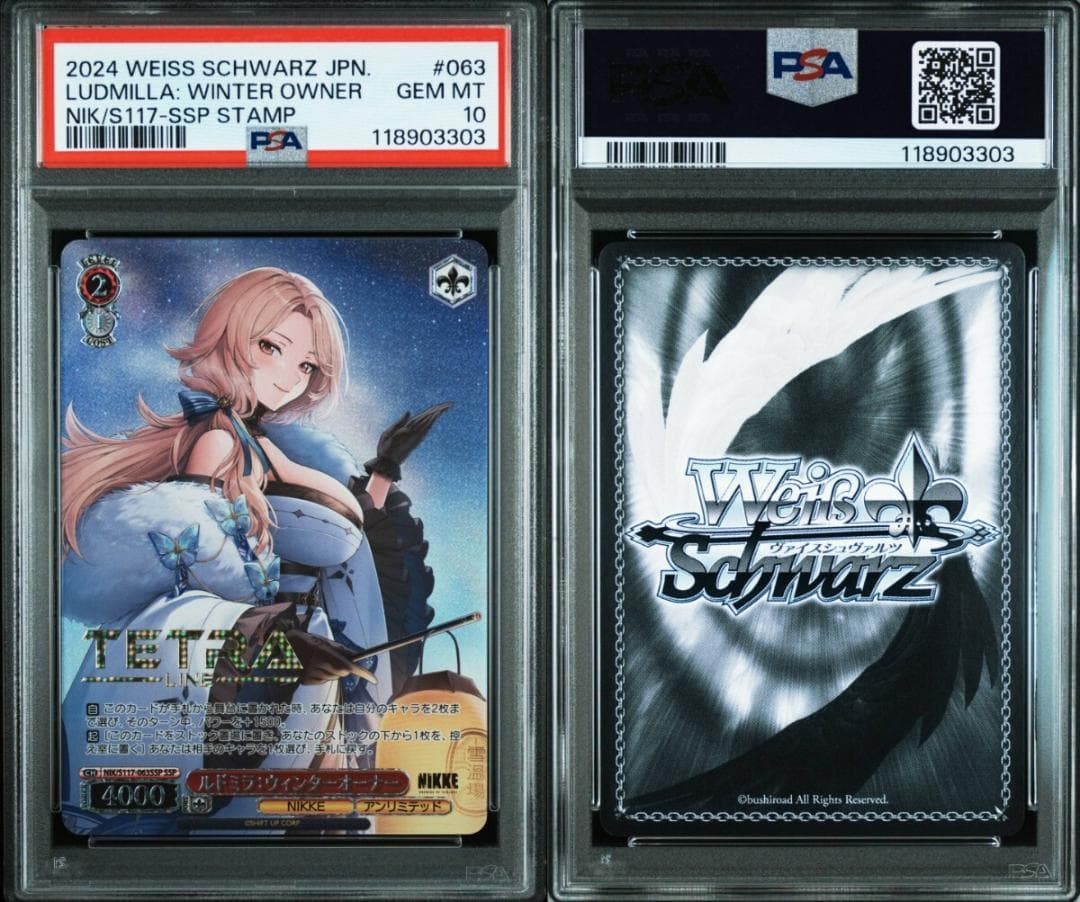 2024 WEISS SCHWARZ JPN. #063
LUDMILLA: WINTER OWNER GEM MT
NIK/S117-SSP STAMP 10
PSA 118903303
2
1
COST
TETRA
LINE
自 このカードが手札から舞台に置かれた時、あなたは自分のキャラを2枚ま
で選び、そのターン中、パワーを+1500。
起 [このカードをストック置場に置き、あなたのストックの下から1枚を、控
え室に置く] あなたは相手のキャラを1枚選び、手札に戻す。
CH NIK/S117-063SSP SSP
ルドミラ:ウィンターオーナー
NIKKE
4000
NIKKE アンリミテッド
©SHIFT UP CORP.
PSA
PSA
PSA
118903303
Weiß
ヴァイスシュヴァルツ
Schwarz
©bushiroad All Rights Reserved.
PSA